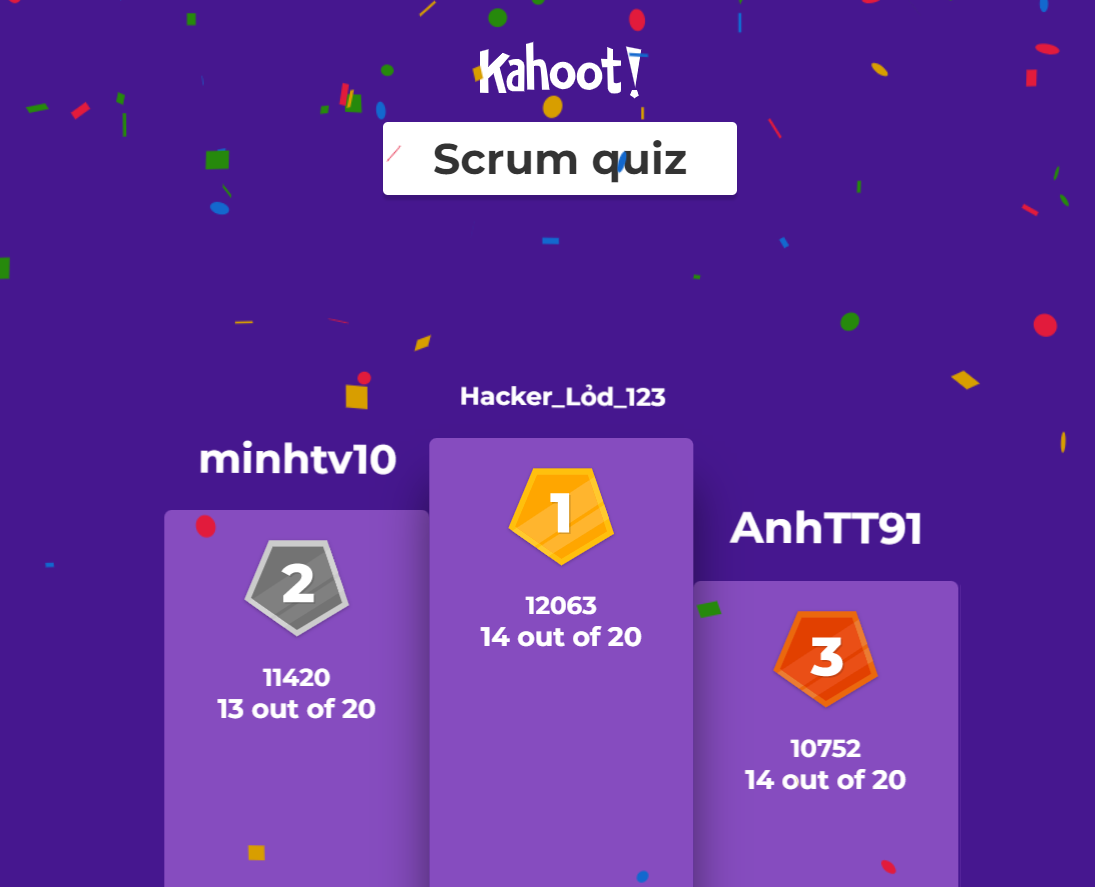 Kahoot!
Scrum quiz
Hacker_Lỏd_123
1
12063
14 out of 20
minhtv10
2
11420
13 out of 20
AnhTT91
3
10752
14 out of 20